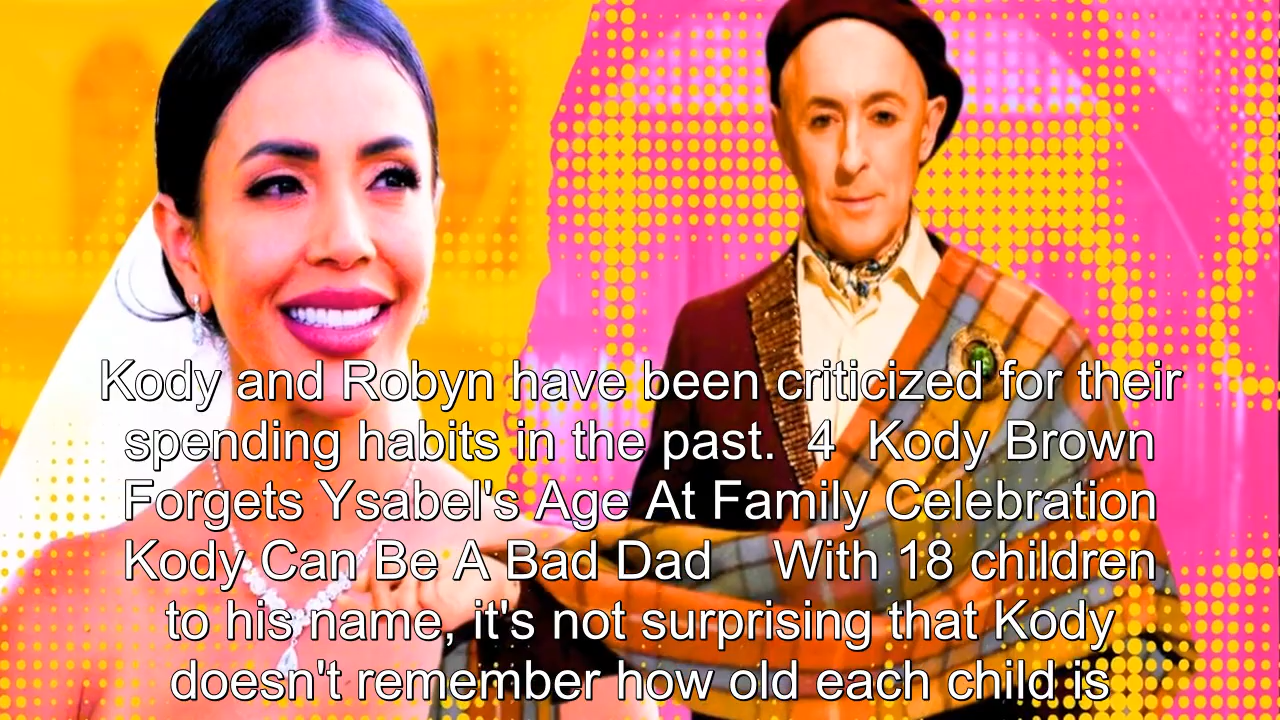 Kody and Robyn have been criticized for their
spending habits in the past.  4  Kody Brown
Forgets Ysabel's Age At Family Celebration
Kody Can Be A Bad Dad    With 18 children
to his name, it's not surprising that Kody
doesn't remember how old each child is